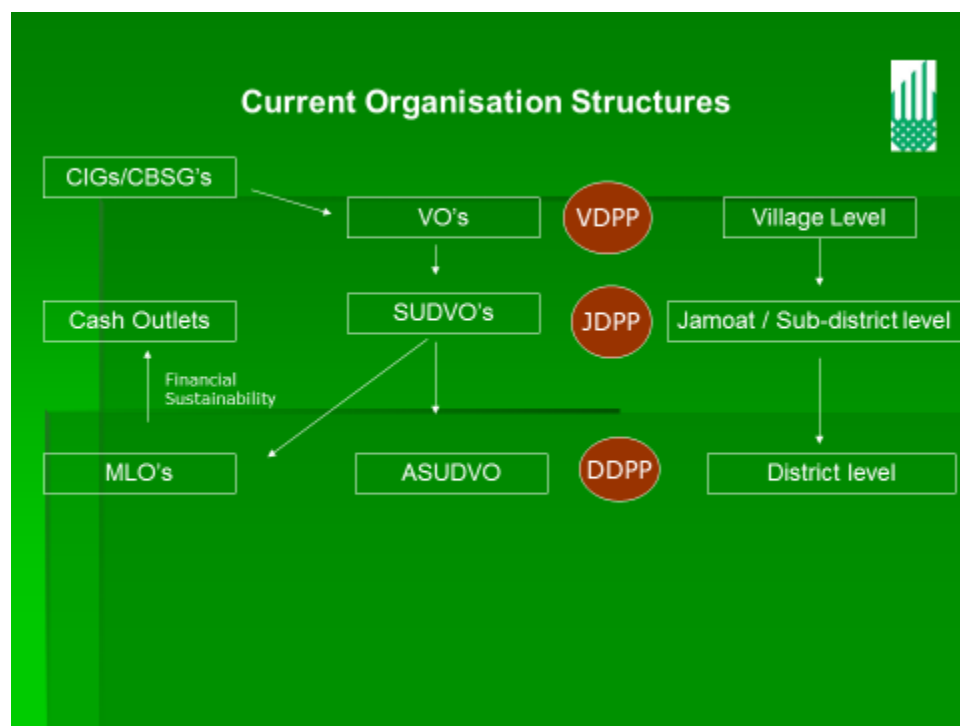 Current Organisation Structures
CIGs/CBSG's
VO's
VDPP
Village Level
Cash Outlets
SUDVO's
JDPP
Jamoat / Sub-district level
Financial
Sustainability
MLO's
ASUDVO
DDPP
District level